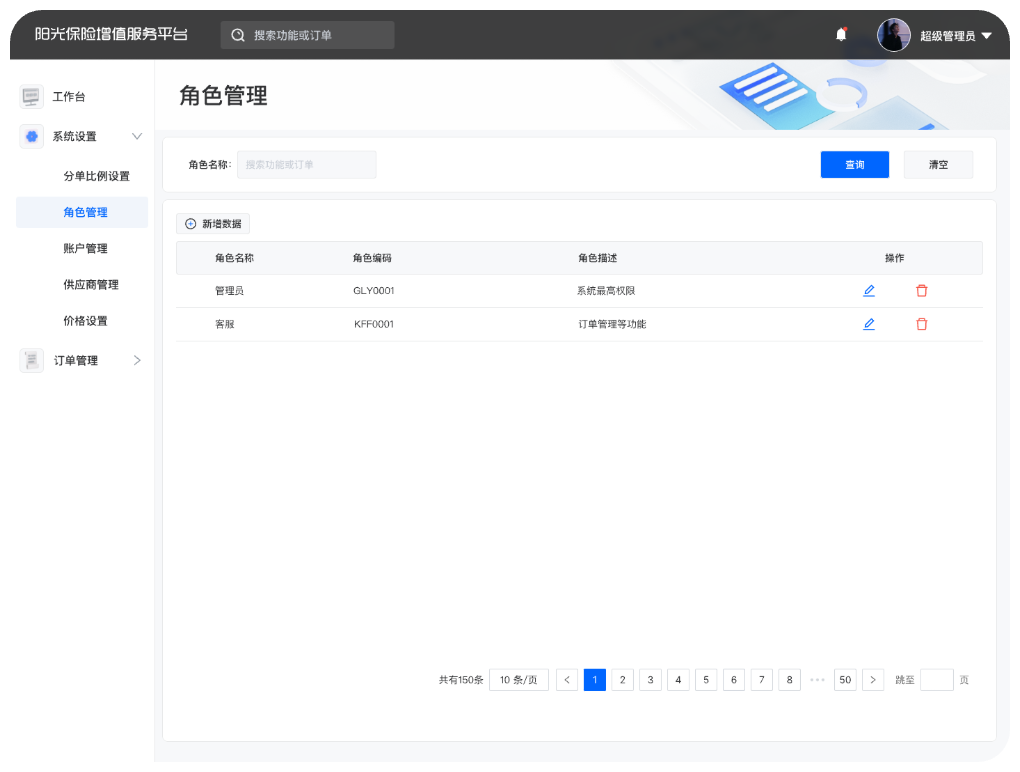 阳光保险增值服务平台 搜索功能或订单 超级管理员
工作台
系统设置
分单比例设置
角色管理
账户管理
供应商管理
价格设置
订单管理
角色管理
角色名称: 搜索功能或订单 查询 清空
新增数据
角色名称 角色编码 角色描述 操作
管理员 GLY0001 系统最高权限
客服 KFF0001 订单管理等功能
共有150条 10 条/页 < 1 2 3 4 5 6 7 8 ··· 50 > 跳至 页